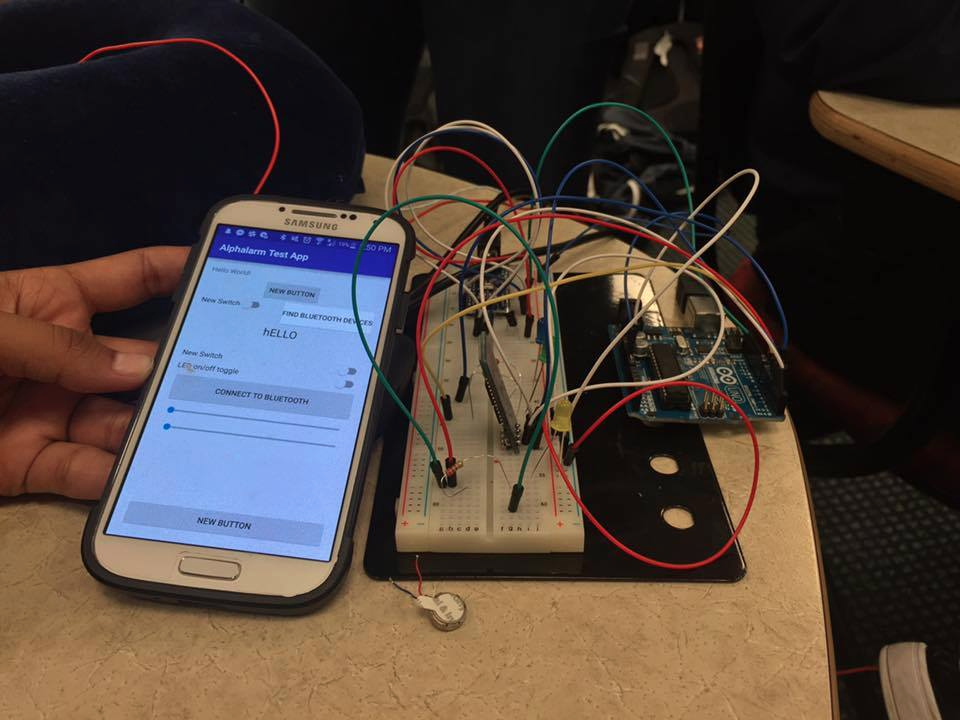 SAMSUNG
19% :50 PM
Alphalarm Test App
Hello World!
NEW BUTTON
New Switch
FIND BLUETOOTH DEVICES
hELLO
New Switch
LED on/off toggle
CONNECT TO BLUETOOTH
NEW BUTTON
a b c d e f g h i j